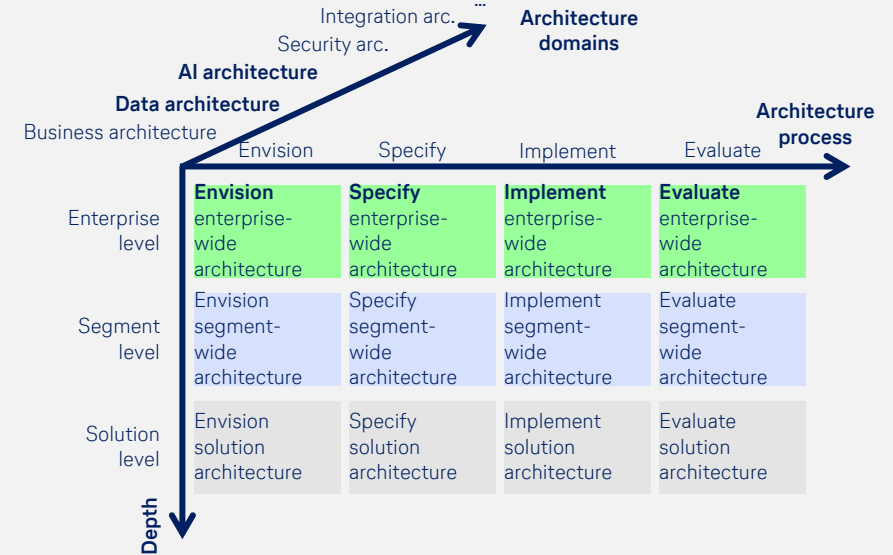 ...
Integration arc.
Architecture
domains
Security arc.
AI architecture
Data architecture
Business architecture
Architecture
process
Envision
Specify
Implement
Evaluate
Enterprise
level
Envision
enterprise-
wide
architecture
Specify
enterprise-
wide
architecture
Implement
enterprise-
wide
architecture
Evaluate
enterprise-
wide
architecture
Segment
level
Envision
segment-
wide
architecture
Specify
segment-
wide
architecture
Implement
segment-
wide
architecture
Evaluate
segment-
wide
architecture
Solution
level
Envision
solution
architecture
Specify
solution
architecture
Implement
solution
architecture
Evaluate
solution
architecture
Depth